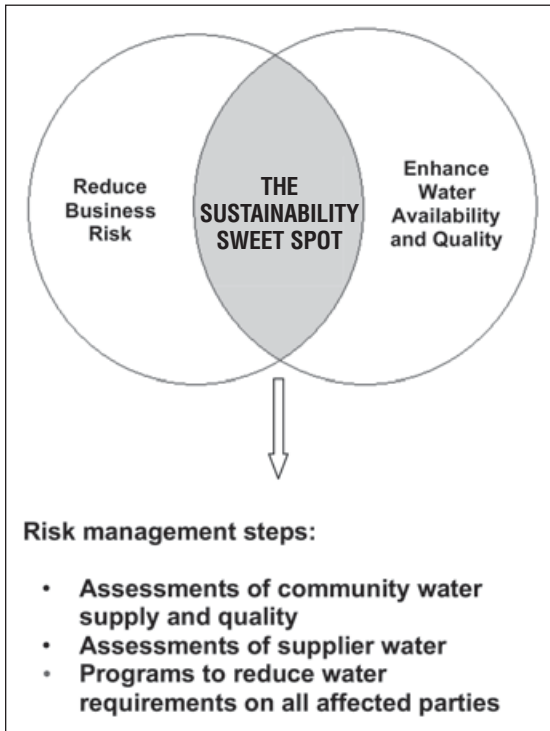 Reduce
Business
Risk
THE
SUSTAINABILITY
SWEET SPOT
Enhance
Water
Availability
and Quality
Risk management steps:
• Assessments of community water
supply and quality
• Assessments of supplier water
• Programs to reduce water
requirements on all affected parties